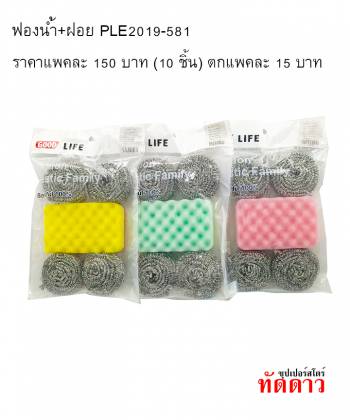 ฟองน้ำ+ฝอย PLE2019-581
ราคาแพคละ 150 บาท (10 ชิ้น) ตกแพคละ 15 บาท
GOOD LIFE
LIFE
LIFE
ซุปเปอร์สโตร์
ทัดดาว